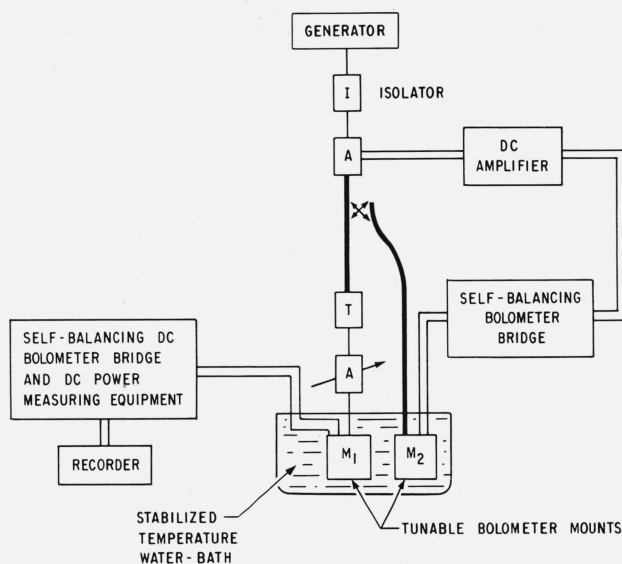 GENERATOR
I
ISOLATOR
A
DC
AMPLIFIER
T
SELF-BALANCING
BOLOMETER
BRIDGE
SELF-BALANCING DC
BOLOMETER BRIDGE
AND DC POWER
MEASURING EQUIPMENT
A
RECORDER
M1
M2
STABILIZED
TEMPERATURE
WATER-BATH
TUNABLE BOLOMETER MOUNTS